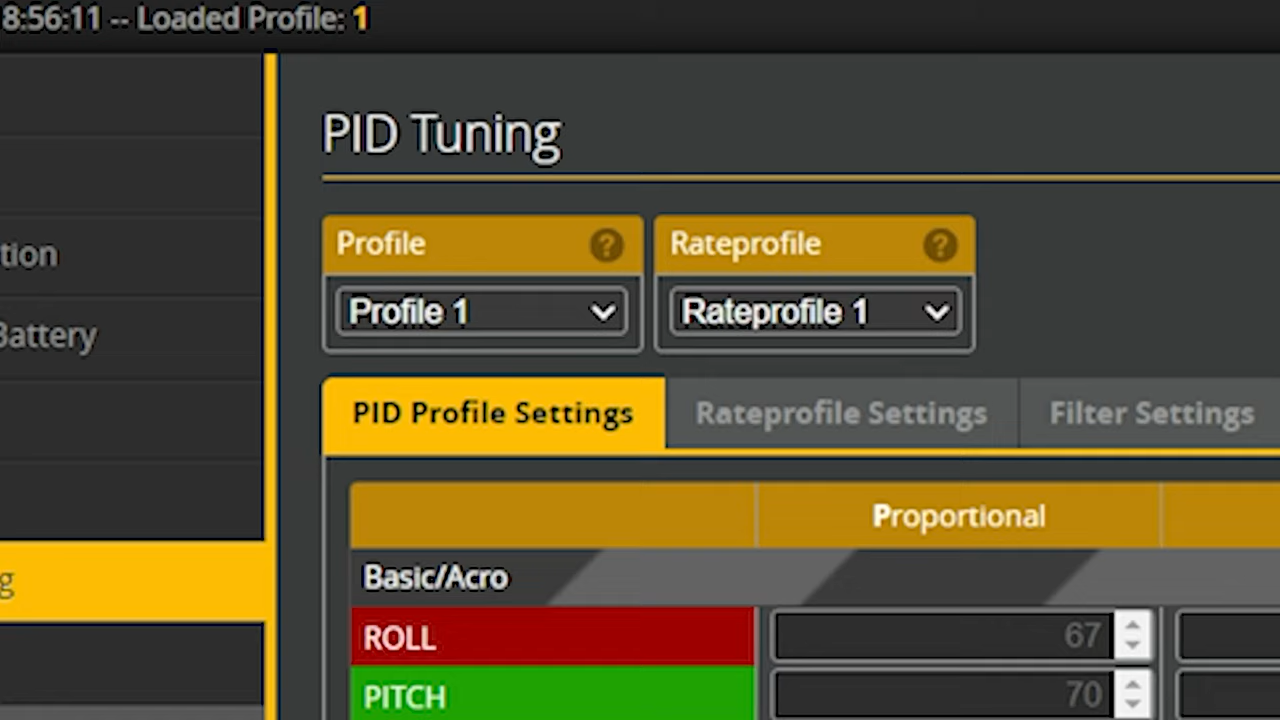 8:56:11 -- Loaded Profile: 1
PID Tuning
Profile ?
Rateprofile ?
Profile 1
Rateprofile 1
tion
Battery
PID Profile Settings
Rateprofile Settings
Filter Settings
Proportional
g
Basic/Acro
ROLL 67
PITCH 70